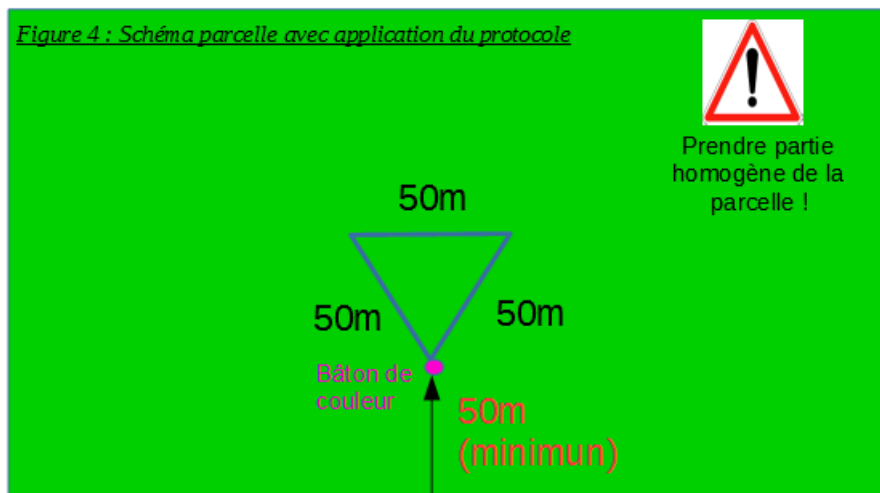 Figure 4 : Schéma parcelle avec application du protocole
Prendre partie
homogène de la
parcelle !
50m
50m
50m
Bâton de
couleur
50m
(minimun)